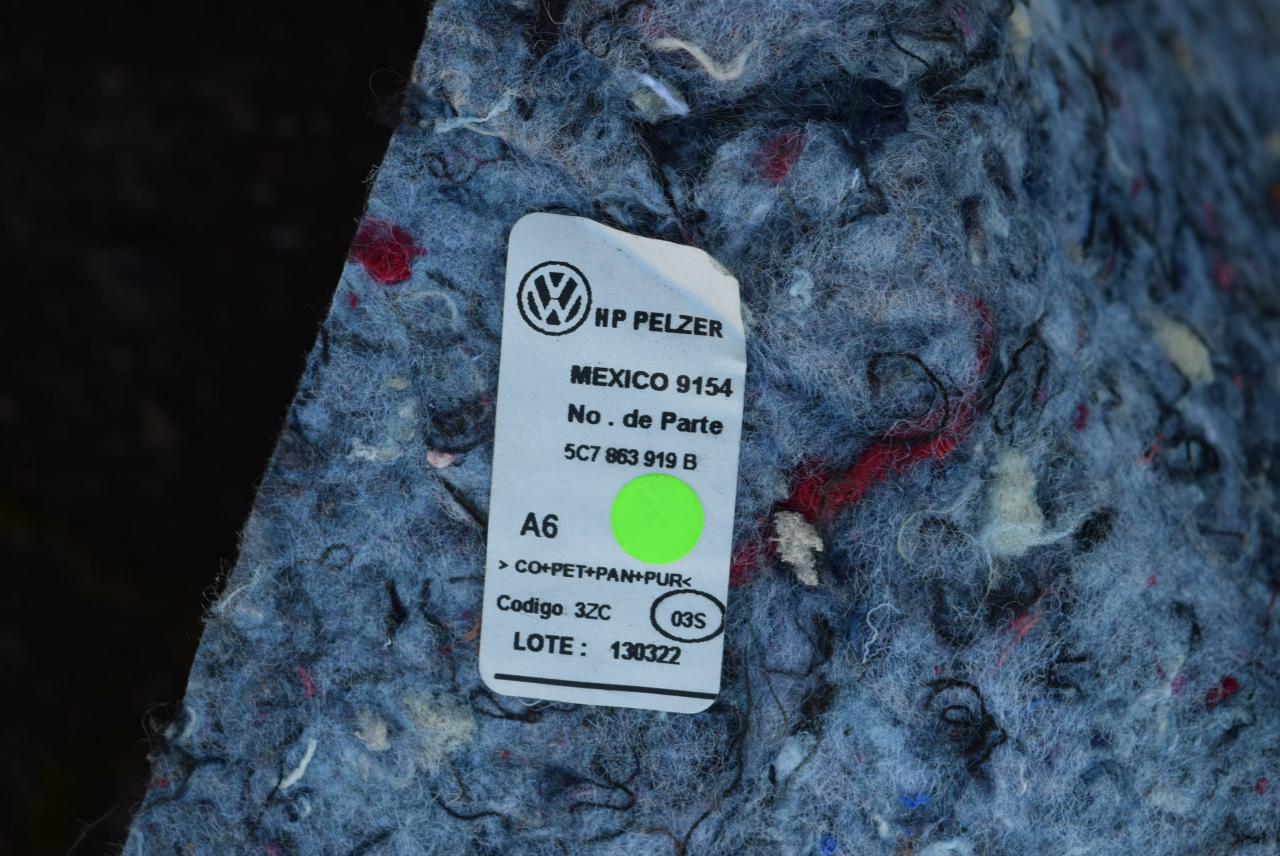 HP PELZER
MEXICO 9154
No . de Parte
5C7 863 919 B
A6
> CO+PET+PAN+PUR<
Codigo 3ZC 03S
LOTE : 130322